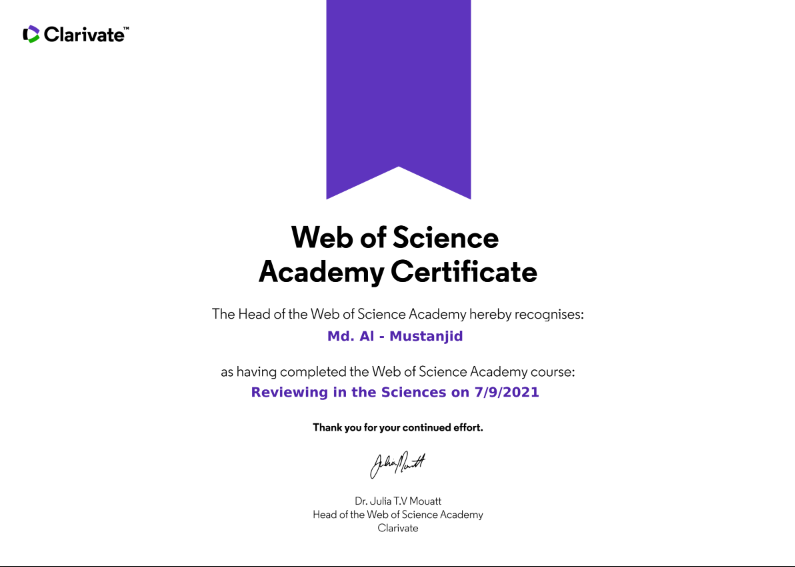 Clarivate™
Web of Science
Academy Certificate
The Head of the Web of Science Academy hereby recognises:
Md. Al - Mustanjid
as having completed the Web of Science Academy course:
Reviewing in the Sciences on 7/9/2021
Thank you for your continued effort.
Julia Mouatt
Dr. Julia T.V Mouatt
Head of the Web of Science Academy
Clarivate